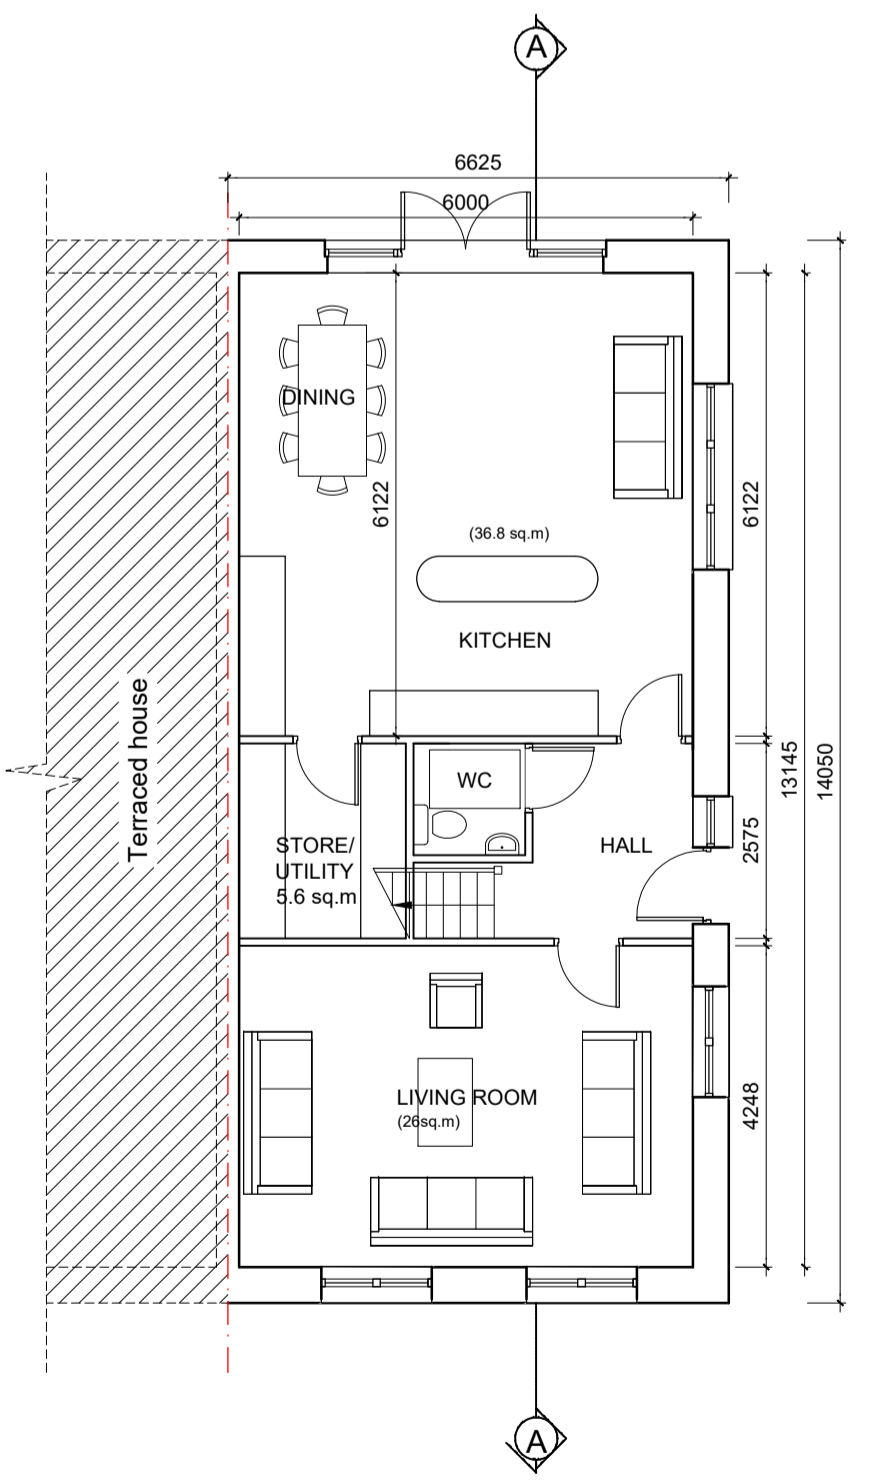 A
6625
6000
DINING
6122
(36.8 sq.m)
6122
KITCHEN
Terraced house
WC
STORE/
UTILITY
5.6 sq.m
HALL
2575
13145
14050
LIVING ROOM
(26sq.m)
4248
A